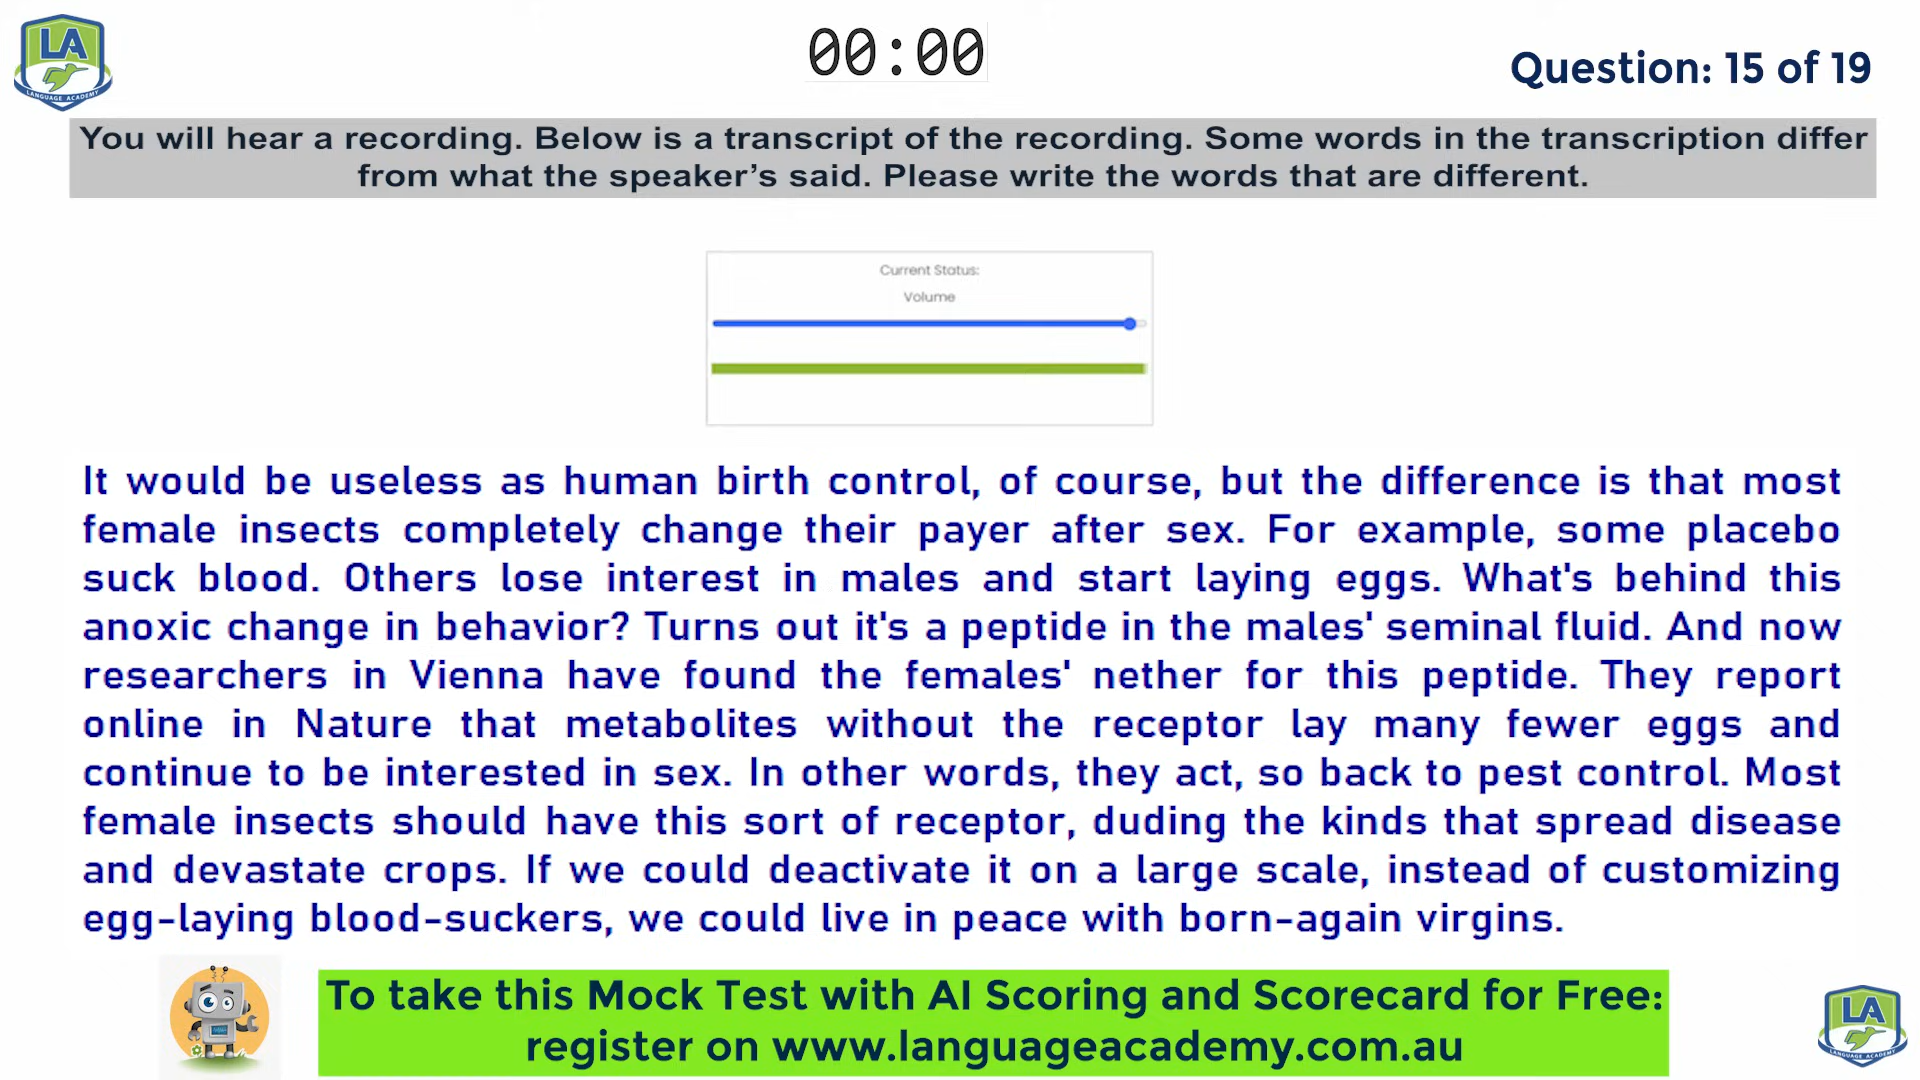 LA
LANGUAGE ACADEMY
00:00
Question: 15 of 19
You will hear a recording. Below is a transcript of the recording. Some words in the transcription differ
from what the speaker's said. Please write the words that are different.
Current Status:
Volume
It would be useless as human birth control, of course, but the difference is that most
female insects completely change their payer after sex. For example, some placebo
suck blood. Others lose interest in males and start laying eggs. What's behind this
anoxic change in behavior? Turns out it's a peptide in the males' seminal fluid. And now
researchers in Vienna have found the females' nether for this peptide. They report
online in Nature that metabolites without the receptor lay many fewer eggs and
continue to be interested in sex. In other words, they act, so back to pest control. Most
female insects should have this sort of receptor, duding the kinds that spread disease
and devastate crops. If we could deactivate it on a large scale, instead of customizing
egg-laying blood-suckers, we could live in peace with born-again virgins.
To take this Mock Test with AI Scoring and Scorecard for Free:
register on www.languageacademy.com.au
LA
LANGUAGE ACADEMY